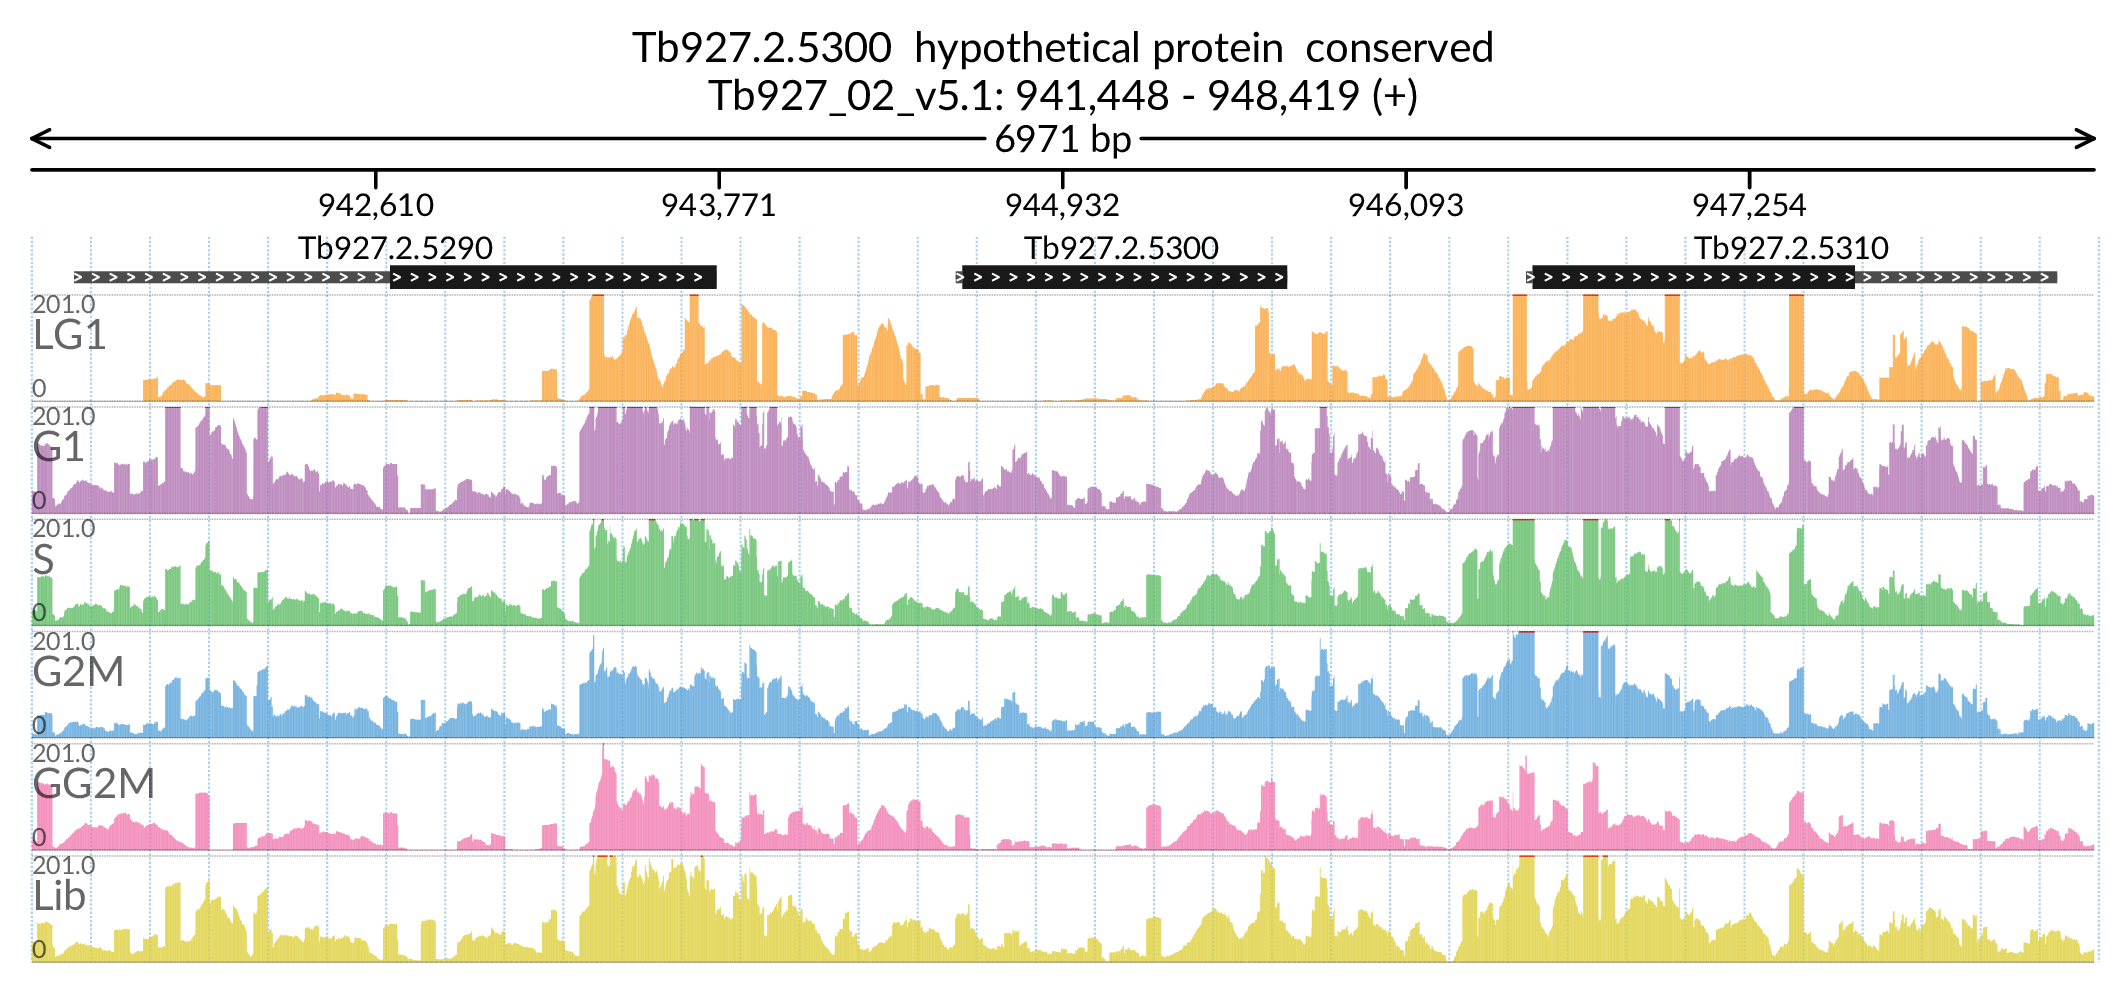 Tb927.2.5300 hypothetical protein conserved
Tb927_02_v5.1: 941,448 - 948,419 (+)
6971 bp
942,610 943,771 944,932 946,093 947,254
Tb927.2.5290 Tb927.2.5300 Tb927.2.5310
201.0
LG1
0
201.0
G1
0
201.0
S
0
201.0
G2M
0
201.0
GG2M
0
201.0
Lib
0